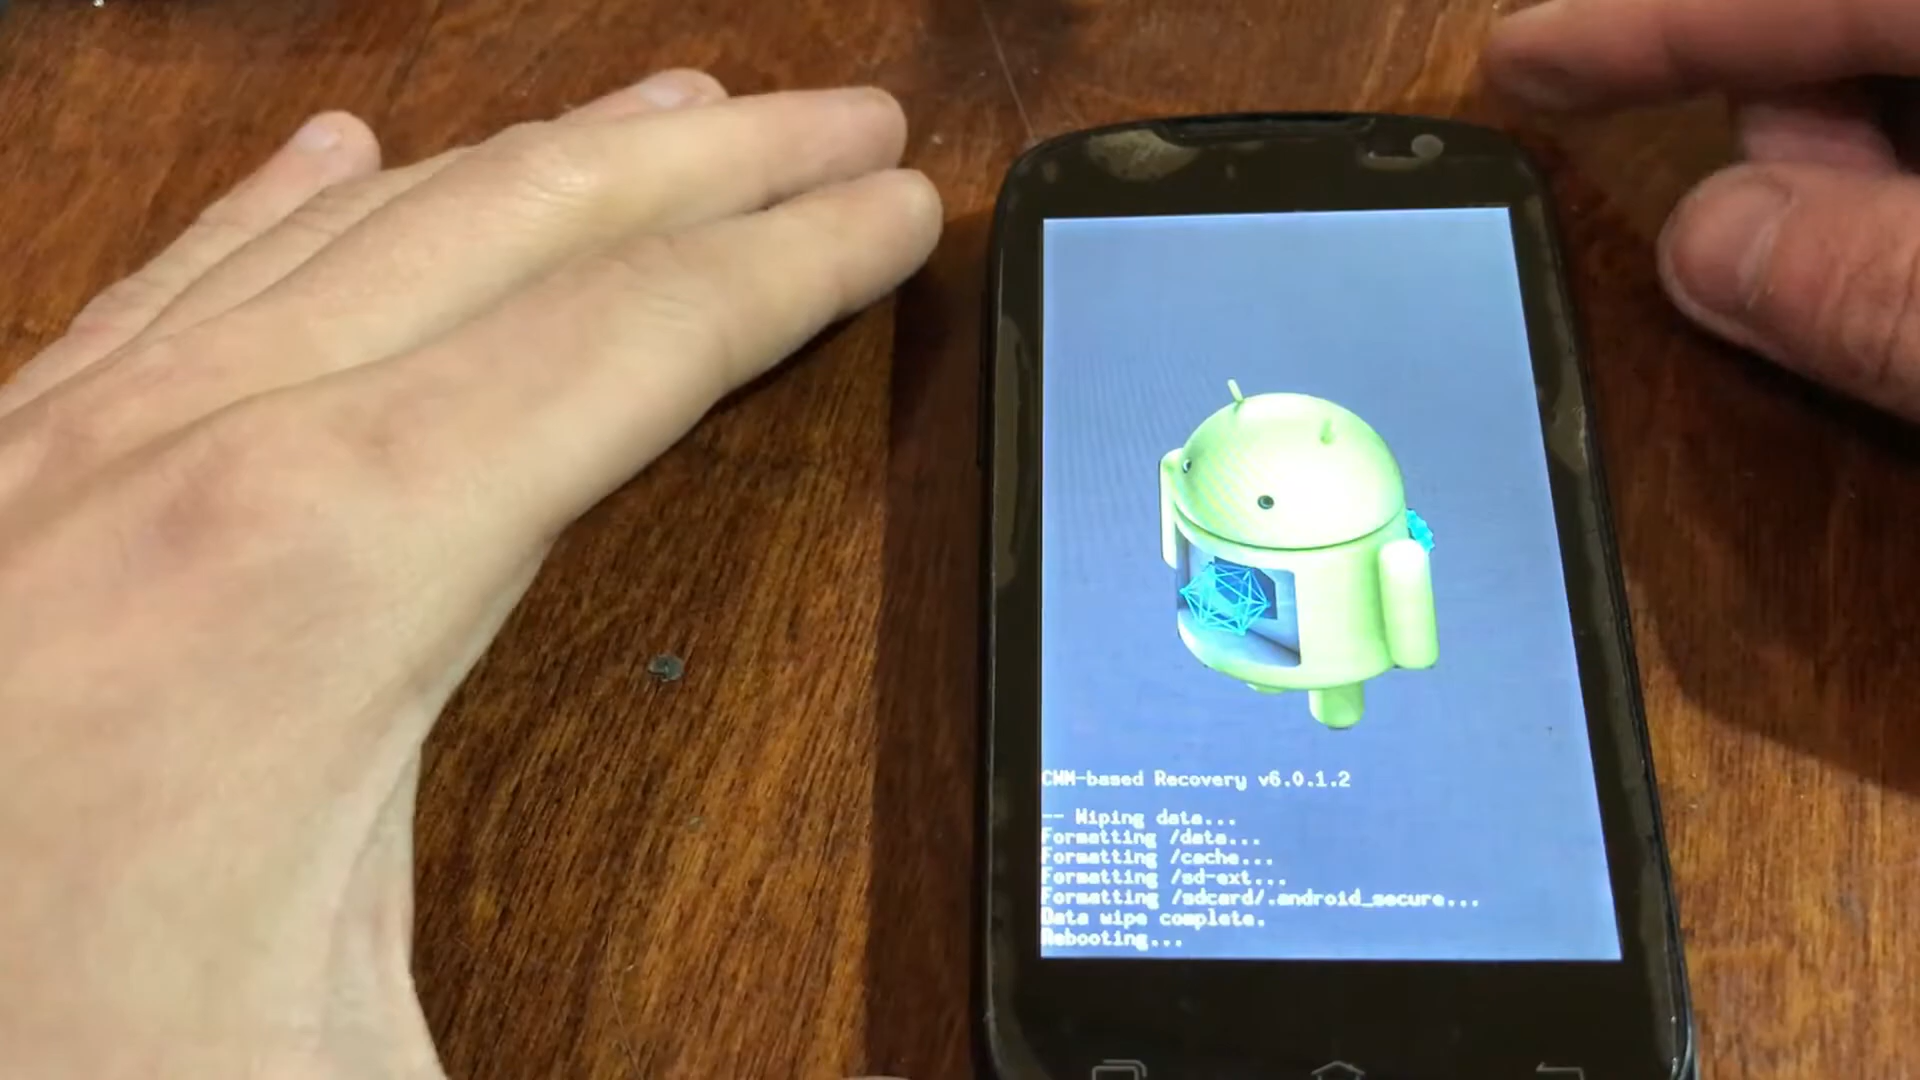 CWM-based Recovery v6.0.1.2
-- Wiping data...
Formatting /data...
Formatting /cache...
Formatting /sd-ext...
Formatting /sdcard/.android_secure...
Data wipe complete.
Rebooting...